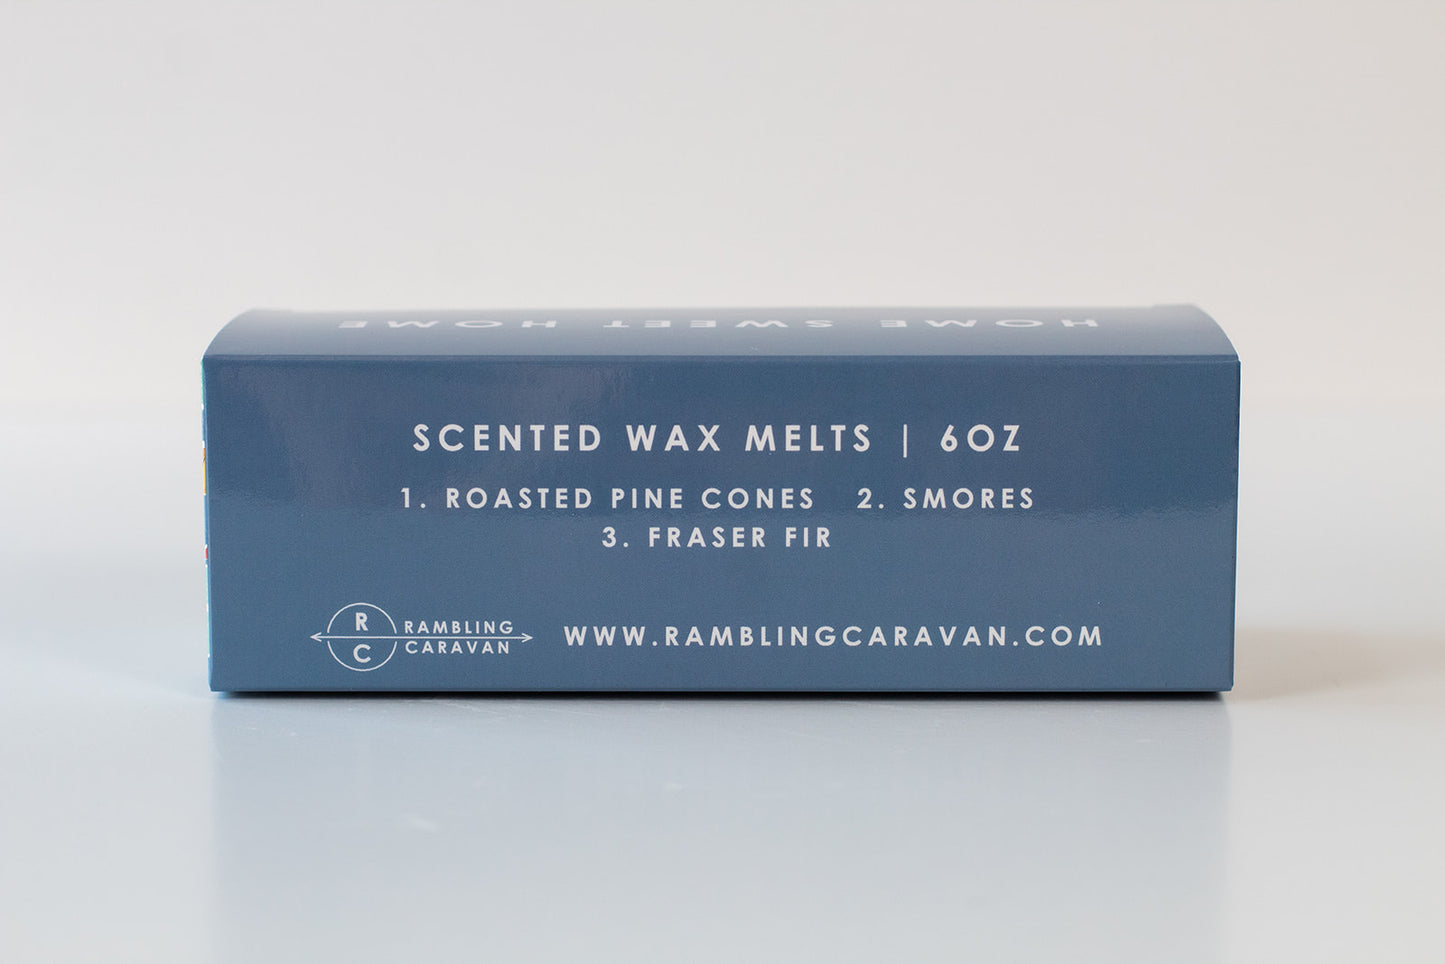 HOME SWEET HOME
SCENTED WAX MELTS | 6OZ
1. ROASTED PINE CONES 2. SMORES
3. FRASER FIR
R
C
RAMBLING
CARAVAN
WWW.RAMBLINGCARAVAN.COM